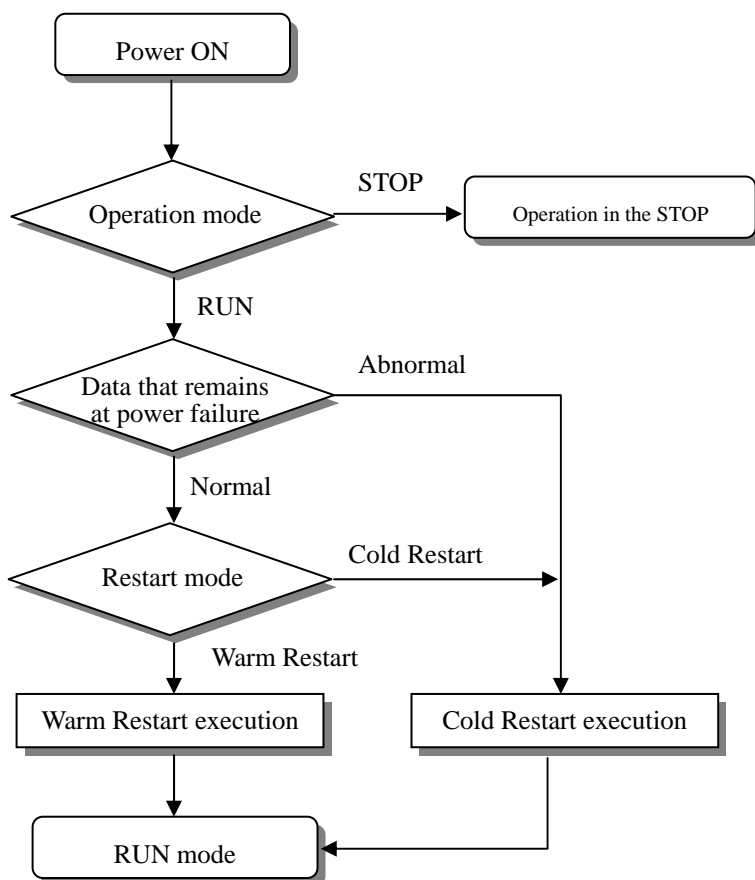 Power ON
Operation mode
STOP
Operation in the STOP
RUN
Data that remains
at power failure
Abnormal
Normal
Restart mode
Cold Restart
Warm Restart
Warm Restart execution
Cold Restart execution
RUN mode